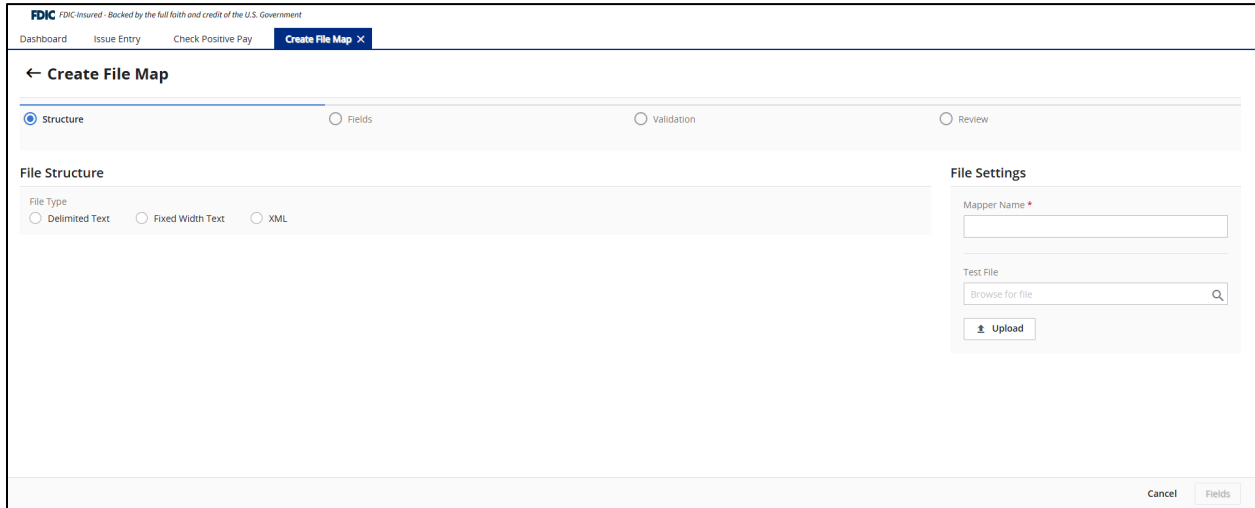 FDIC FDIC-Insured - Backed by the full faith and credit of the U.S. Government
Dashboard Issue Entry Check Positive Pay Create File Map X
← Create File Map
Structure Fields Validation Review
File Structure
File Type
Delimited Text Fixed Width Text XML
File Settings
Mapper Name *
Test File
Browse for file
Upload
Cancel Fields